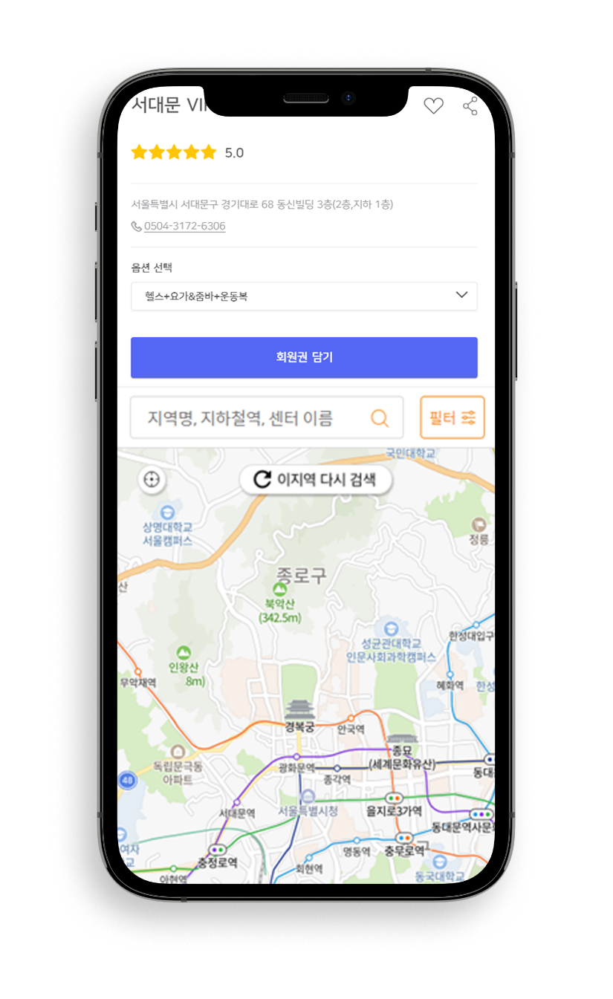 서대문 VI
5.0
서울특별시 서대문구 경기대로 68 동신빌딩 3층(2층,지하 1층)
0504-3172-6306
옵션 선택
헬스+요가&줌바+운동복
회원권 담기
지역명, 지하철역, 센터 이름
필터
국민대학교
이지역 다시 검색
상명대학교
서울캠퍼스
정릉
종로구
산
북악산
(342.5m)
한성대입구
성균관대학교
인문사회과학캠퍼스
인왕산
8m)
무악재역
혜화역
한성
경복궁
안국역
종묘
(세계문화유산)
독립문극동
아파트
광화문역
종각역
동대
48
서울특별시청
서대문역
을지로3가역
동대문역사문화
여자
교
명동역
충무로역
충정로역
회현역
아현역
동국대학교